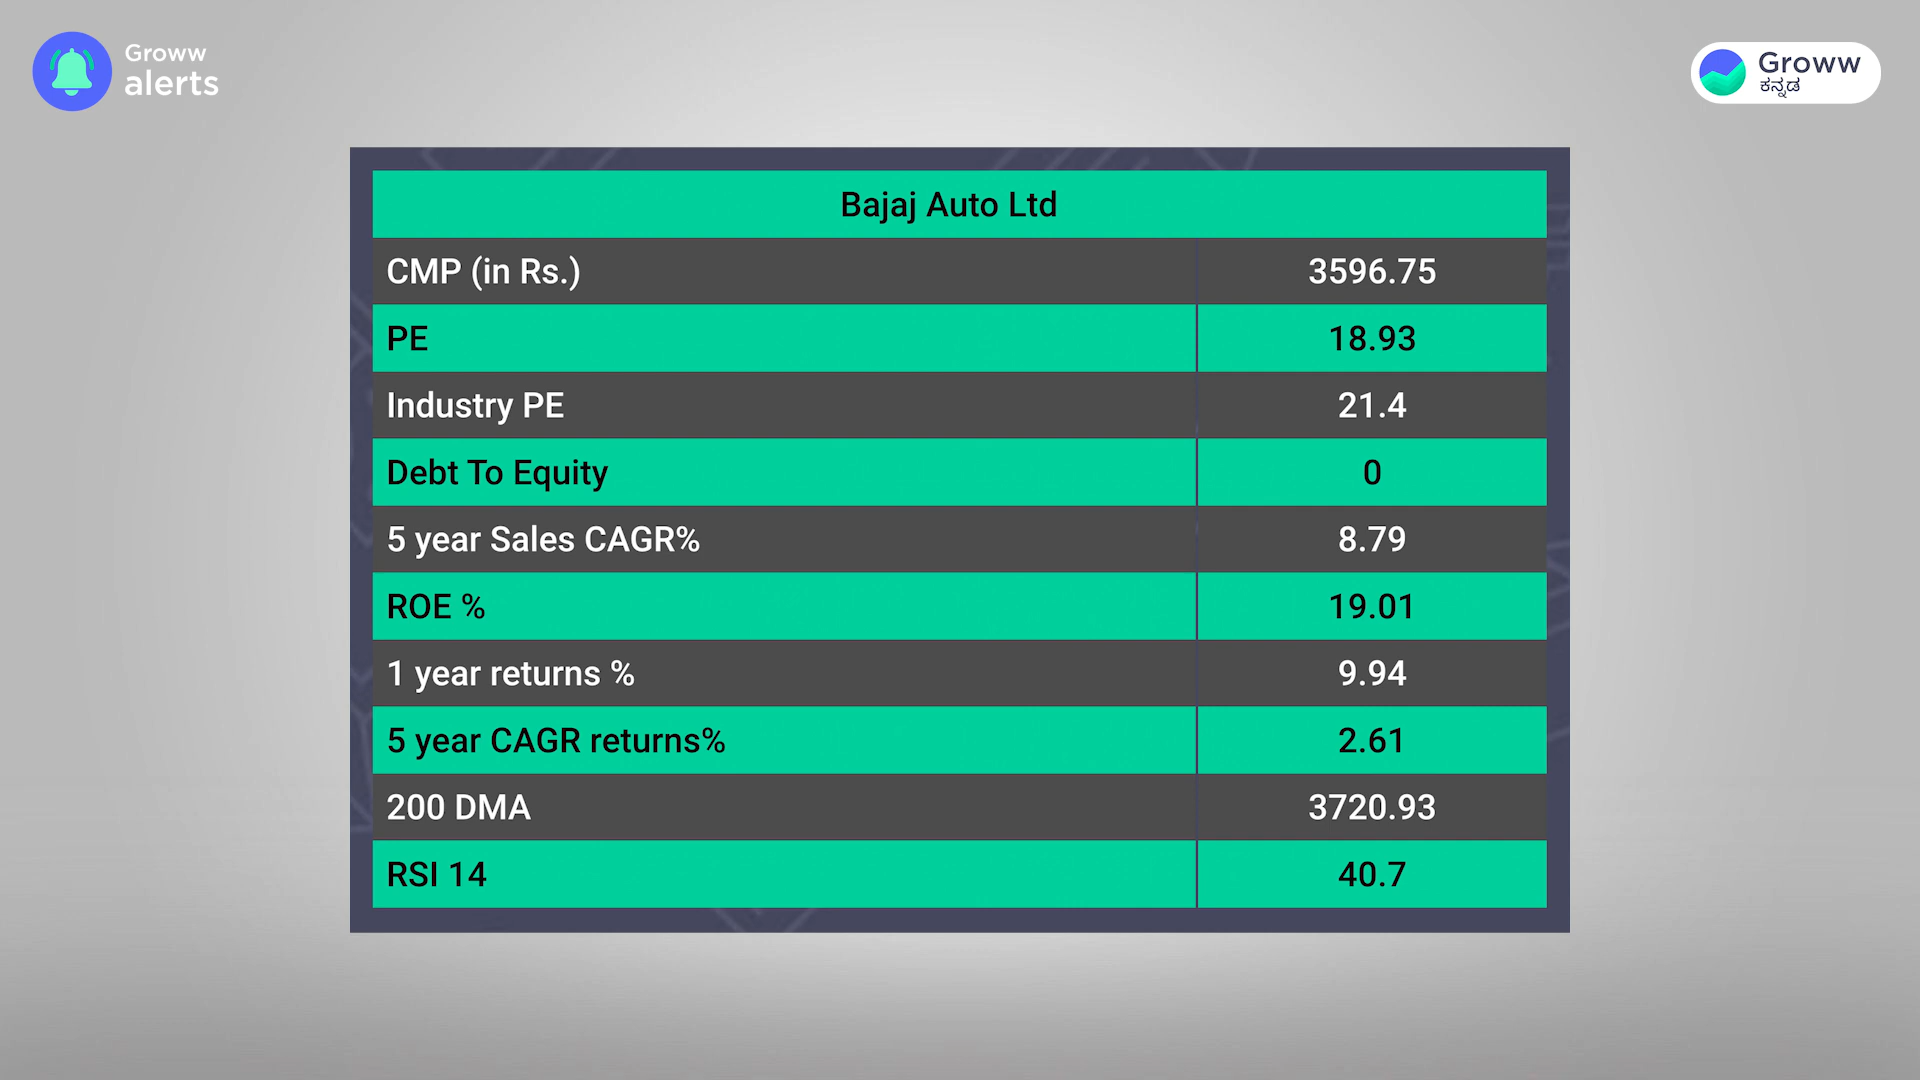 Groww
alerts
Groww
ಕನ್ನಡ
Bajaj Auto Ltd
CMP (in Rs.) 3596.75
PE 18.93
Industry PE 21.4
Debt To Equity 0
5 year Sales CAGR% 8.79
ROE % 19.01
1 year returns % 9.94
5 year CAGR returns% 2.61
200 DMA 3720.93
RSI 14 40.7